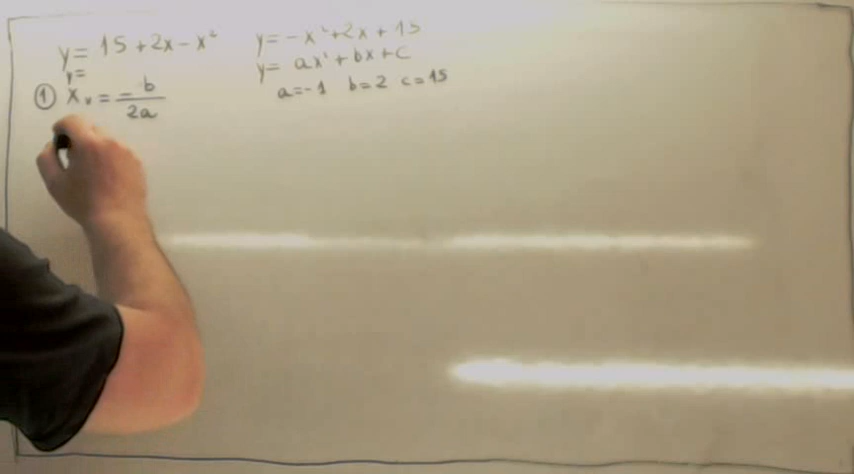 y = 15 + 2x - x²
y =
① xᵥ = -b/2a
y = -x² + 2x + 15
y = ax² + bx + c
a = -1 b = 2 c = 15